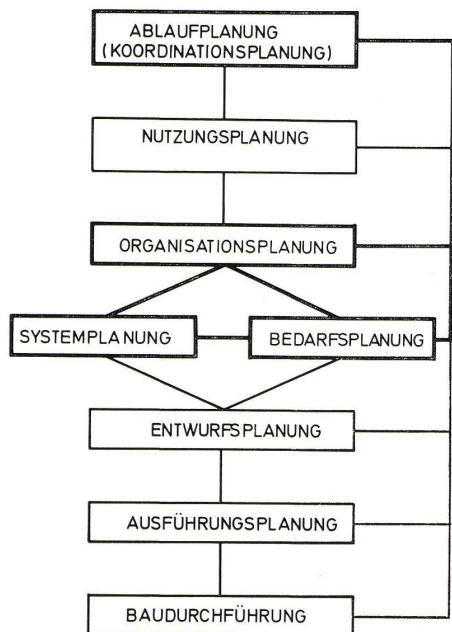 ABLAUFPLANUNG
(KOORDINATIONSPLANUNG)
NUTZUNGSPLANUNG
ORGANISATIONSPLANUNG
SYSTEMPLANUNG
BEDARFSPLANUNG
ENTWURFSPLANUNG
AUSFÜHRUNGSPLANUNG
BAUDURCHFÜHRUNG